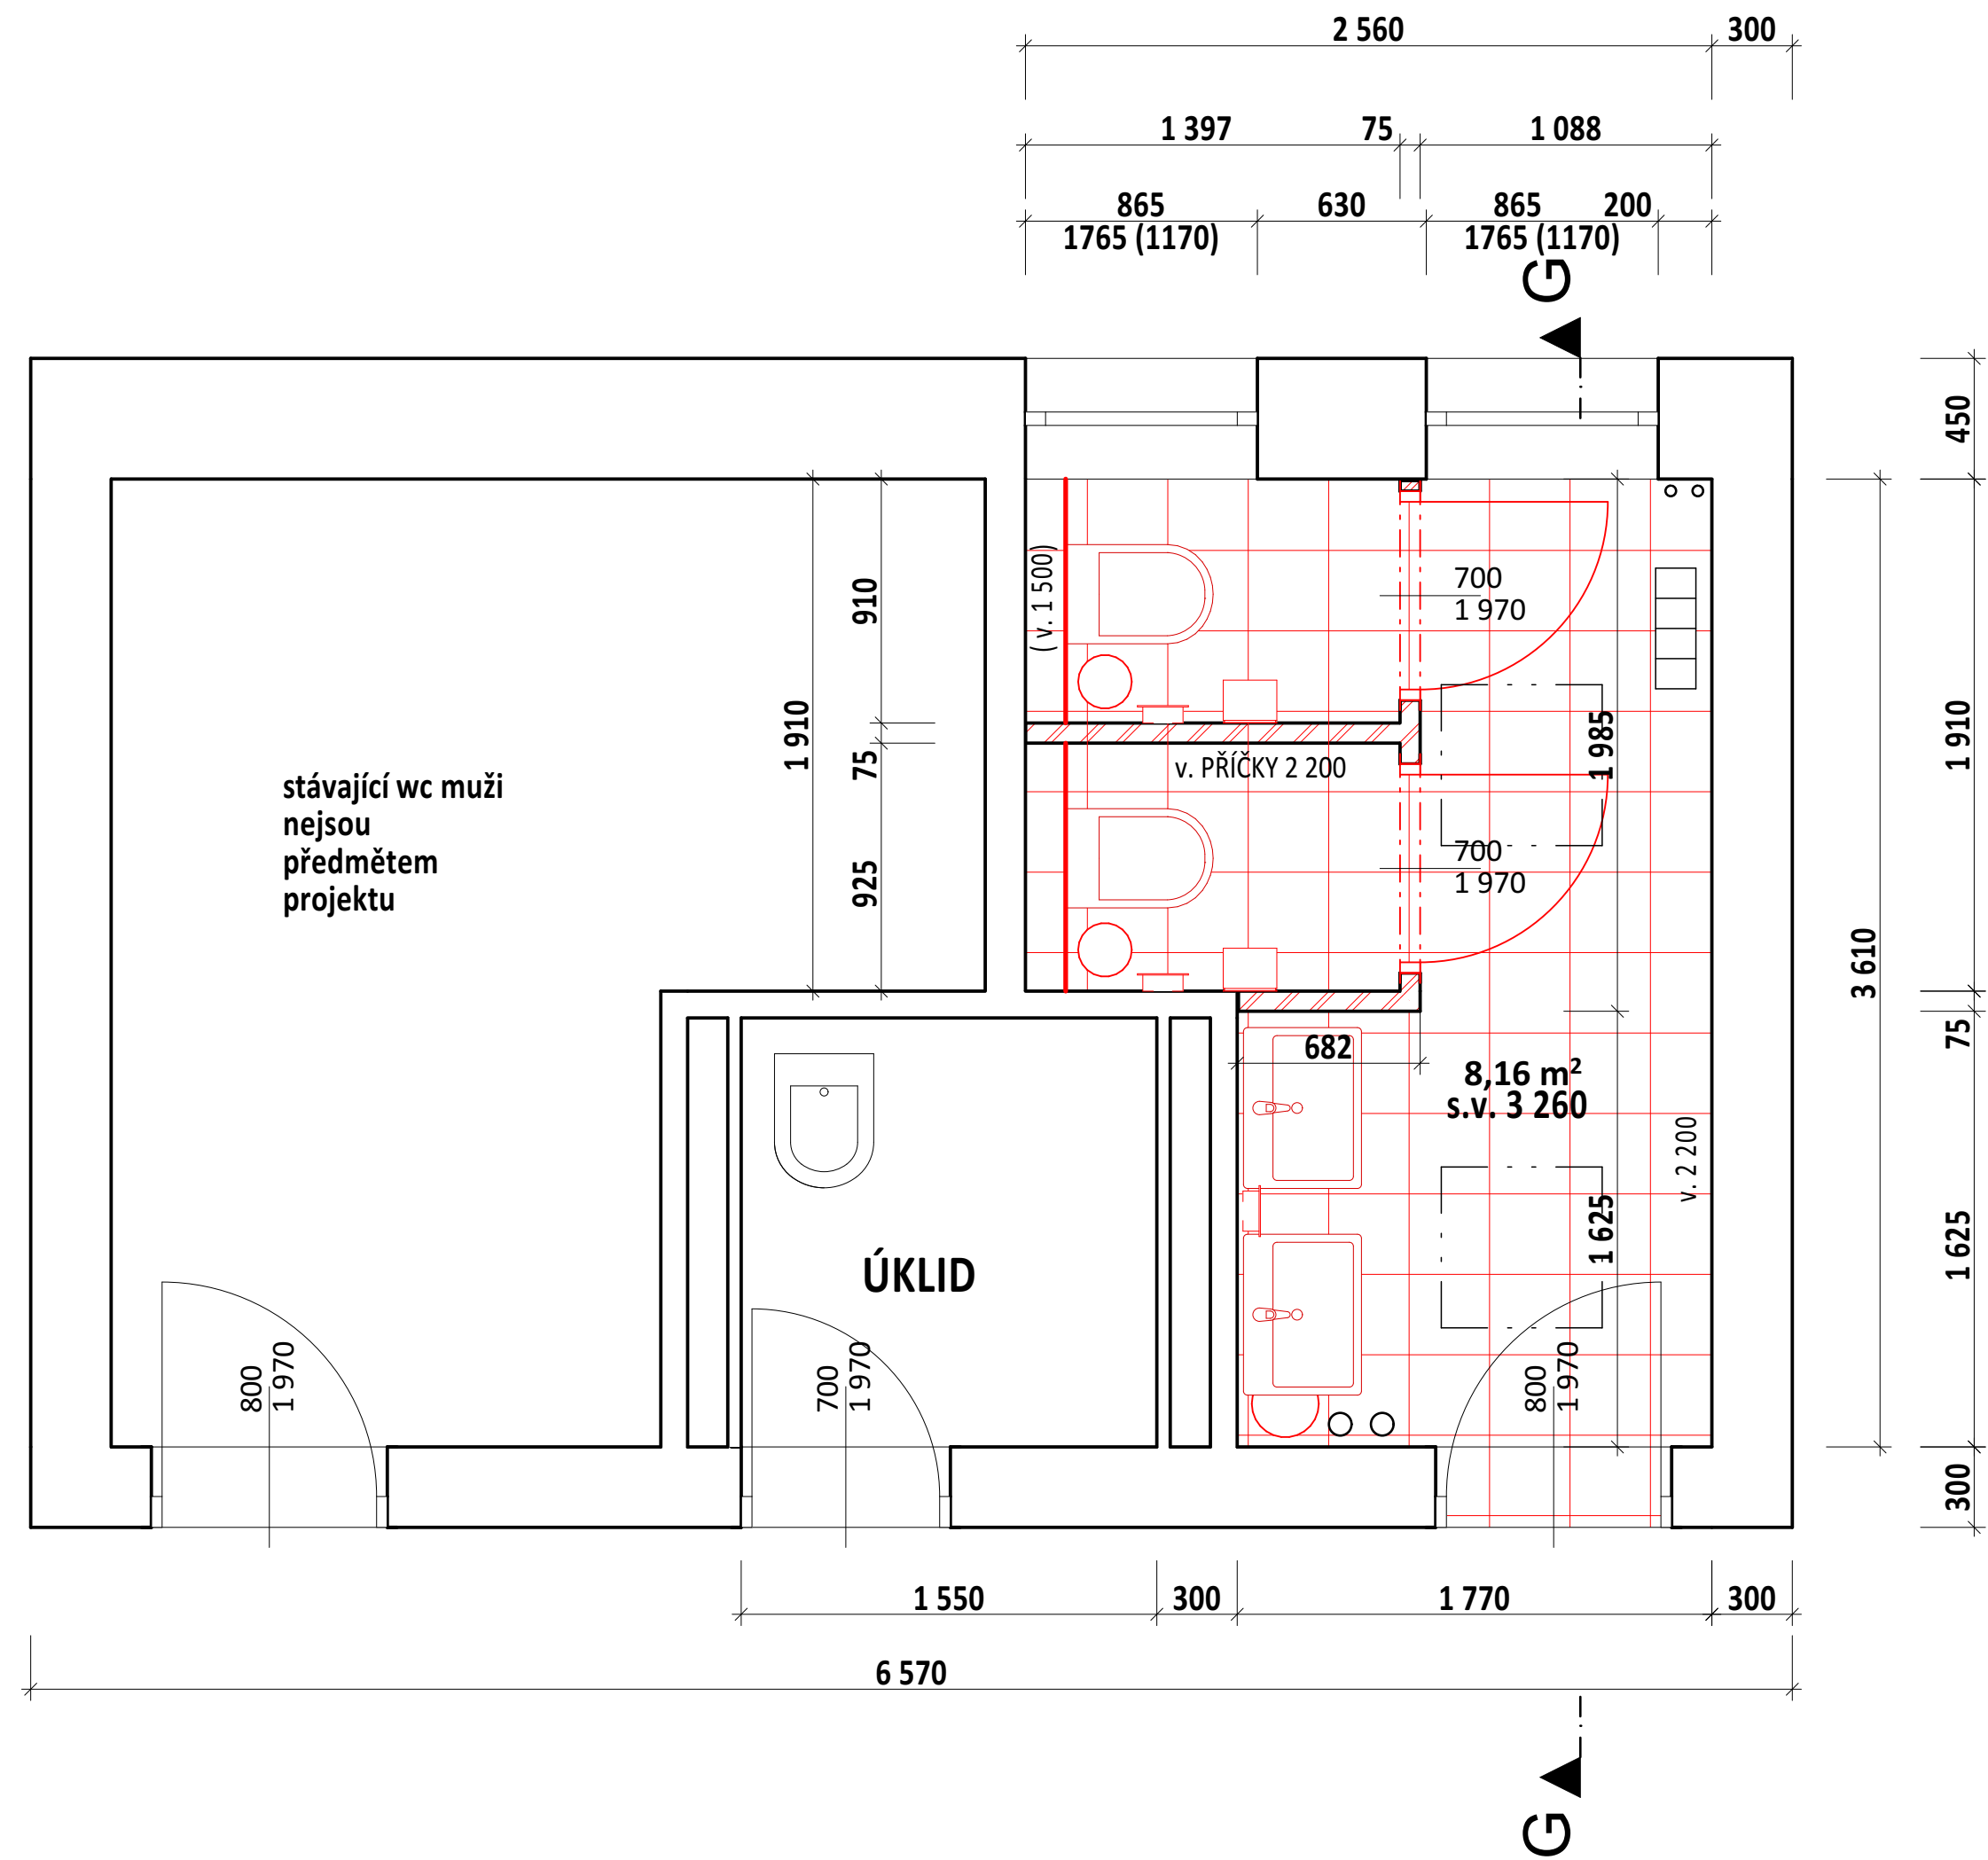 2 560 300
1 397 75 1 088
865 630 865 200
1765 (1170) 1765 (1170)
G
450
( v. 1 500 )
700
1 970
910
1 910
75
925
1 985
v. PŘÍČKY 2 200
700
1 970
stávající wc muži
nejsou
předmětem
projektu
1 910
3 610
75
682
8,16 m²
s.v. 3 260
v. 2 200
1 625
1 625
ÚKLID
800
1 970
700
1 970
800
1 970
300
1 550 300 1 770 300
6 570
G